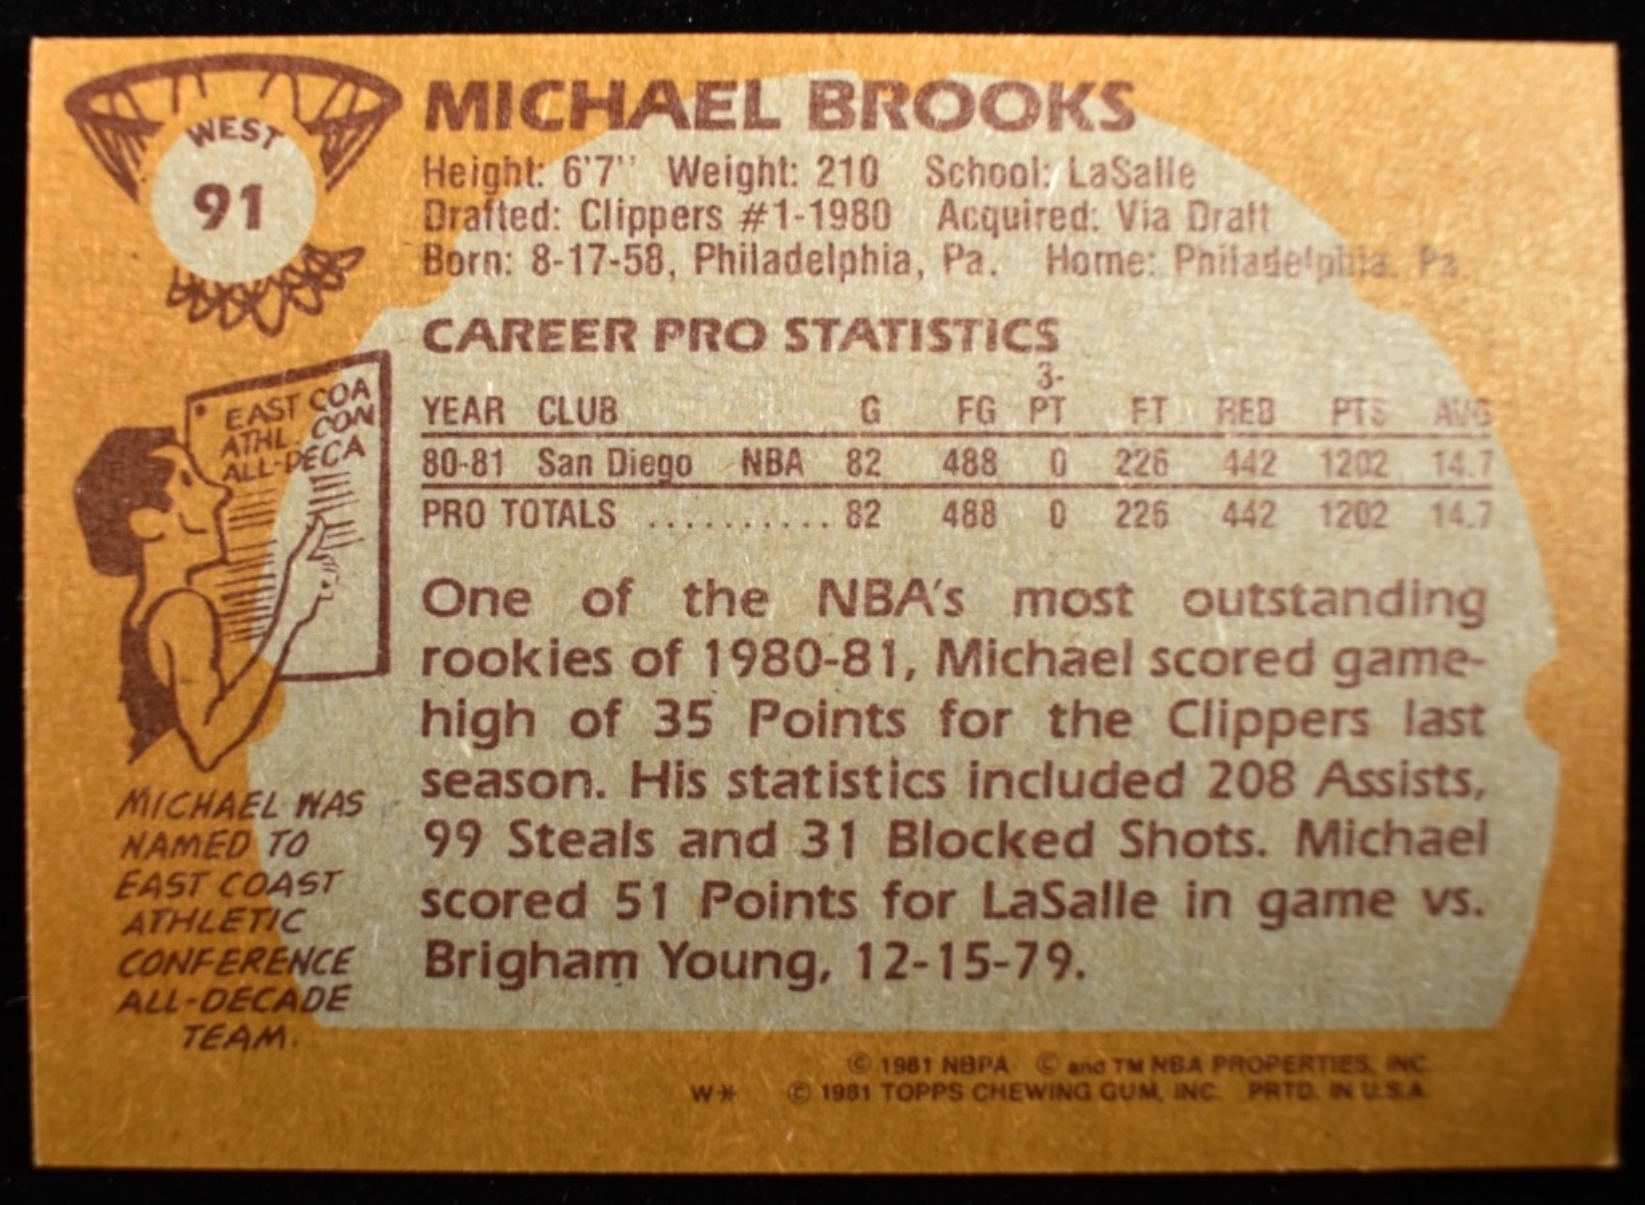 WEST
91
MICHAEL BROOKS
Height: 6'7" Weight: 210 School: LaSalle
Drafted: Clippers #1-1980 Acquired: Via Draft
Born: 8-17-58, Philadelphia, Pa. Home: Philadelphia, Pa.
CAREER PRO STATISTICS
3-
YEAR CLUB G FG PT FT REB PTS AVG
80-81 San Diego NBA 82 488 0 226 442 1202 14.7
PRO TOTALS .......... 82 488 0 226 442 1202 14.7
EAST COA
ATHL. CON
ALL-DECA
One of the NBA's most outstanding
rookies of 1980-81, Michael scored game-
high of 35 Points for the Clippers last
season. His statistics included 208 Assists,
99 Steals and 31 Blocked Shots. Michael
scored 51 Points for LaSalle in game vs.
Brigham Young, 12-15-79.
MICHAEL WAS
NAMED TO
EAST COAST
ATHLETIC
CONFERENCE
ALL-DECADE
TEAM.
© 1981 NBPA © and TM NBA PROPERTIES, INC.
W* © 1981 TOPPS CHEWING GUM, INC. PRTD. IN U.S.A.